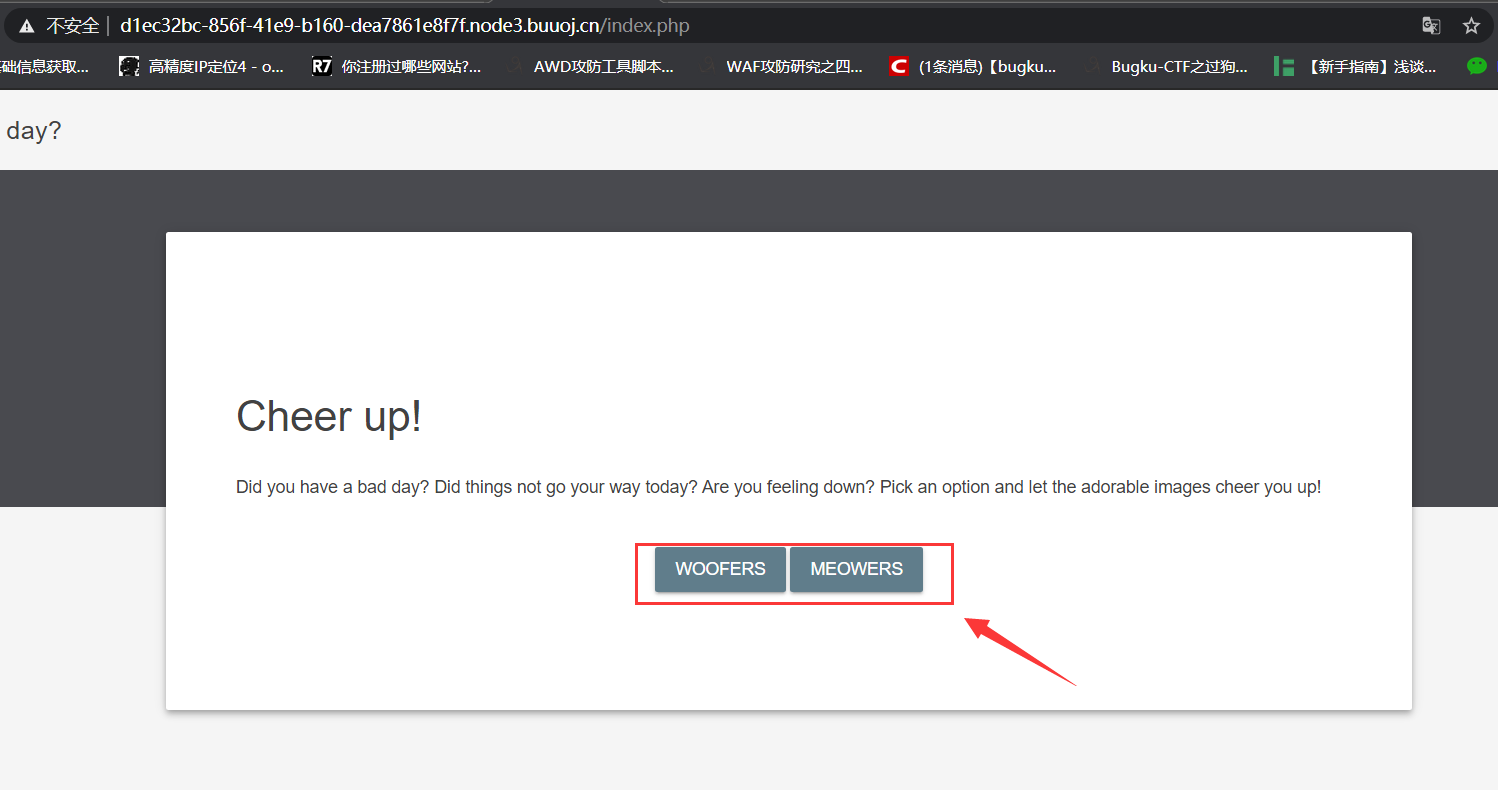 不安全 d1ec32bc-856f-41e9-b160-dea7861e8f7f.node3.buuoj.cn/index.php
础信息获取... 高精度IP定位4 - o... R7 你注册过哪些网站?... AWD攻防工具脚本... WAF攻防研究之四... C (1条消息)【bugku... Bugku-CTF之过狗... 【新手指南】浅谈...
day?
Cheer up!
Did you have a bad day? Did things not go your way today? Are you feeling down? Pick an option and let the adorable images cheer you up!
WOOFERS MEOWERS